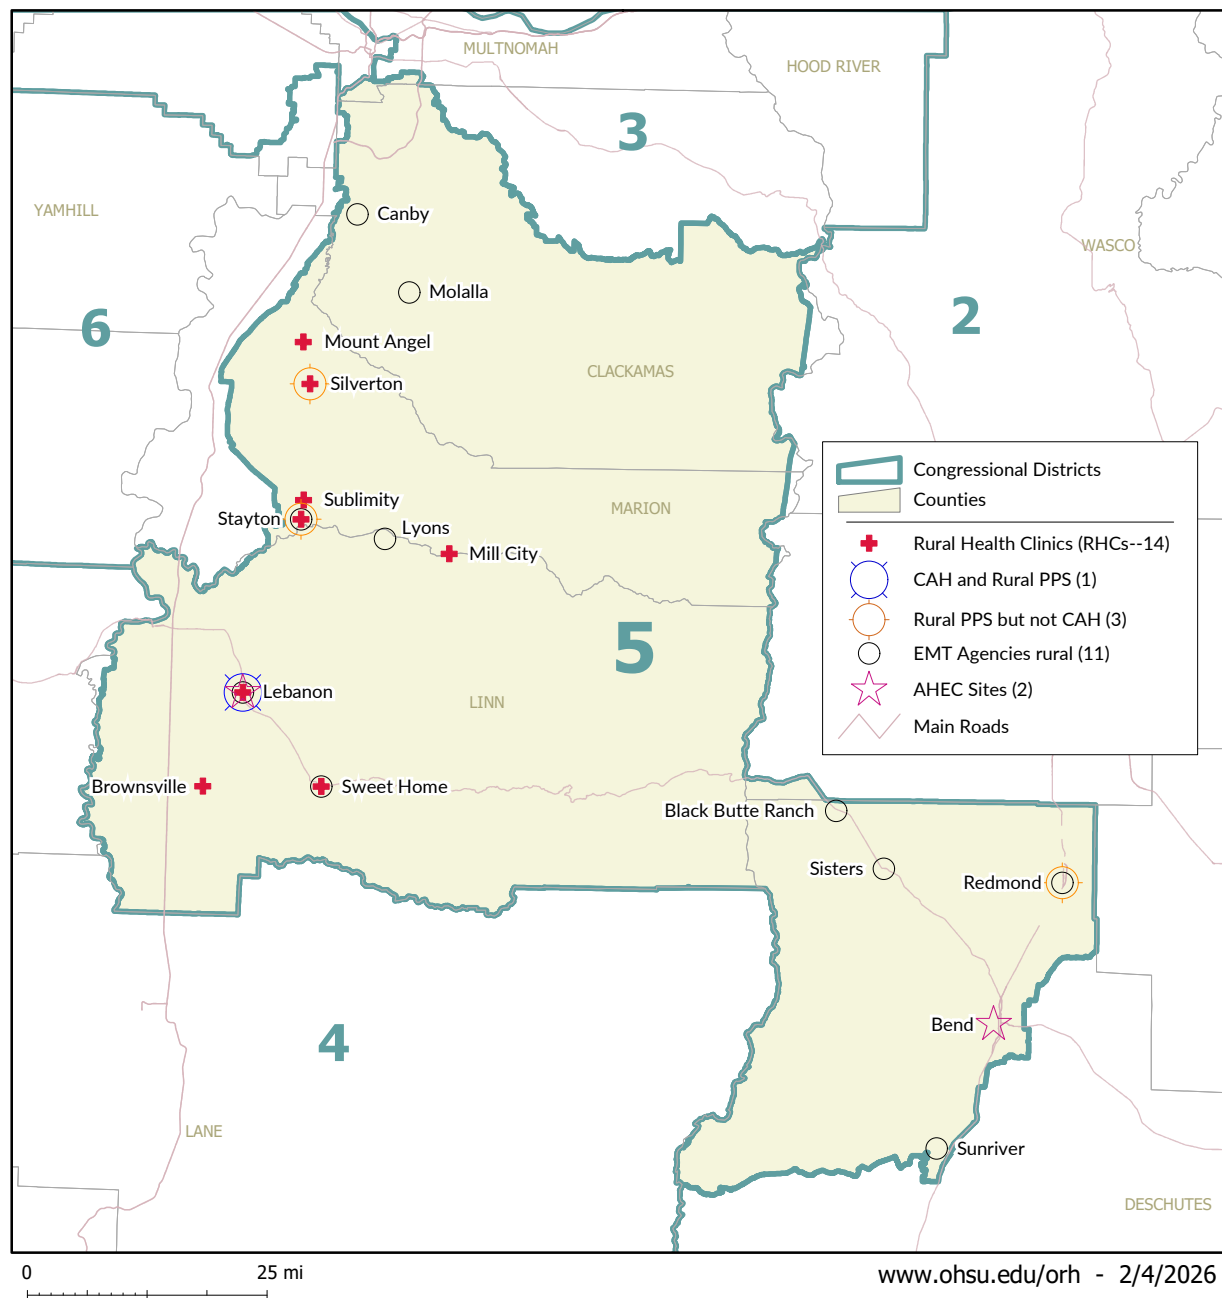 MULTNOMAH
HOOD RIVER
3
YAMHILL
Canby
WASCO
Molalla
6
2
Mount Angel
CLACKAMAS
Silverton
Congressional Districts
Counties
Rural Health Clinics (RHCs--14)
CAH and Rural PPS (1)
Rural PPS but not CAH (3)
EMT Agencies rural (11)
AHEC Sites (2)
Main Roads
Sublimity
MARION
Stayton
Lyons
Mill City
5
Lebanon
LINN
Brownsville
Sweet Home
Black Butte Ranch
Sisters
Redmond
Bend
4
LANE
Sunriver
DESCHUTES
0 25 mi
www.ohsu.edu/orh - 2/4/2026